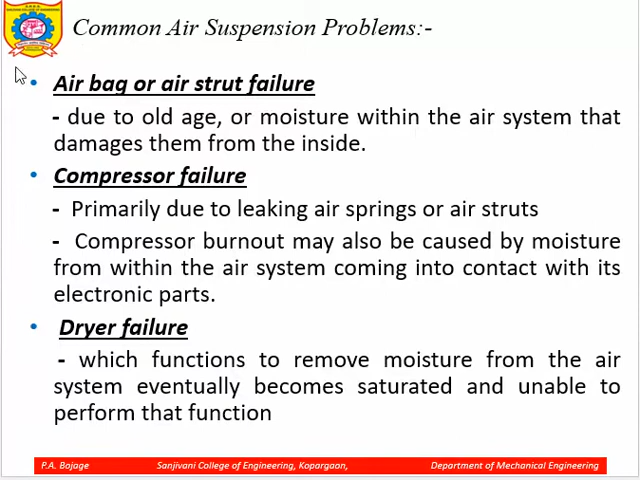 Common Air Suspension Problems:-
• Air bag or air strut failure
- due to old age, or moisture within the air system that
damages them from the inside.
• Compressor failure
- Primarily due to leaking air springs or air struts
- Compressor burnout may also be caused by moisture
from within the air system coming into contact with its
electronic parts.
• Dryer failure
- which functions to remove moisture from the air
system eventually becomes saturated and unable to
perform that function
P.A. Bajage Sanjivani College of Engineering, Kopargaon, Department of Mechanical Engineering